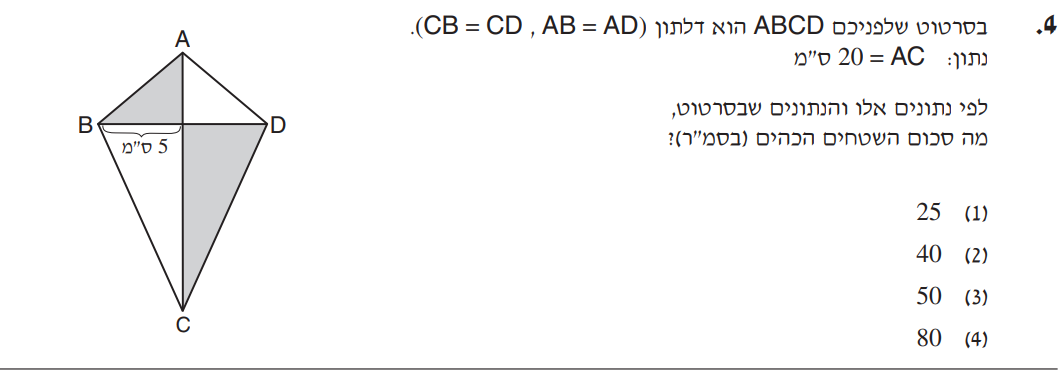 4. בסרטוט שלפניכם ABCD הוא דלתון (CB = CD , AB = AD).
נתון: AC = 20 ס"מ
לפי נתונים אלו והנתונים שבסרטוט,
מה סכום השטחים הכהים (בסמ"ר)?
(1) 25
(2) 40
(3) 50
(4) 80
A
B
D
5 ס"מ
C